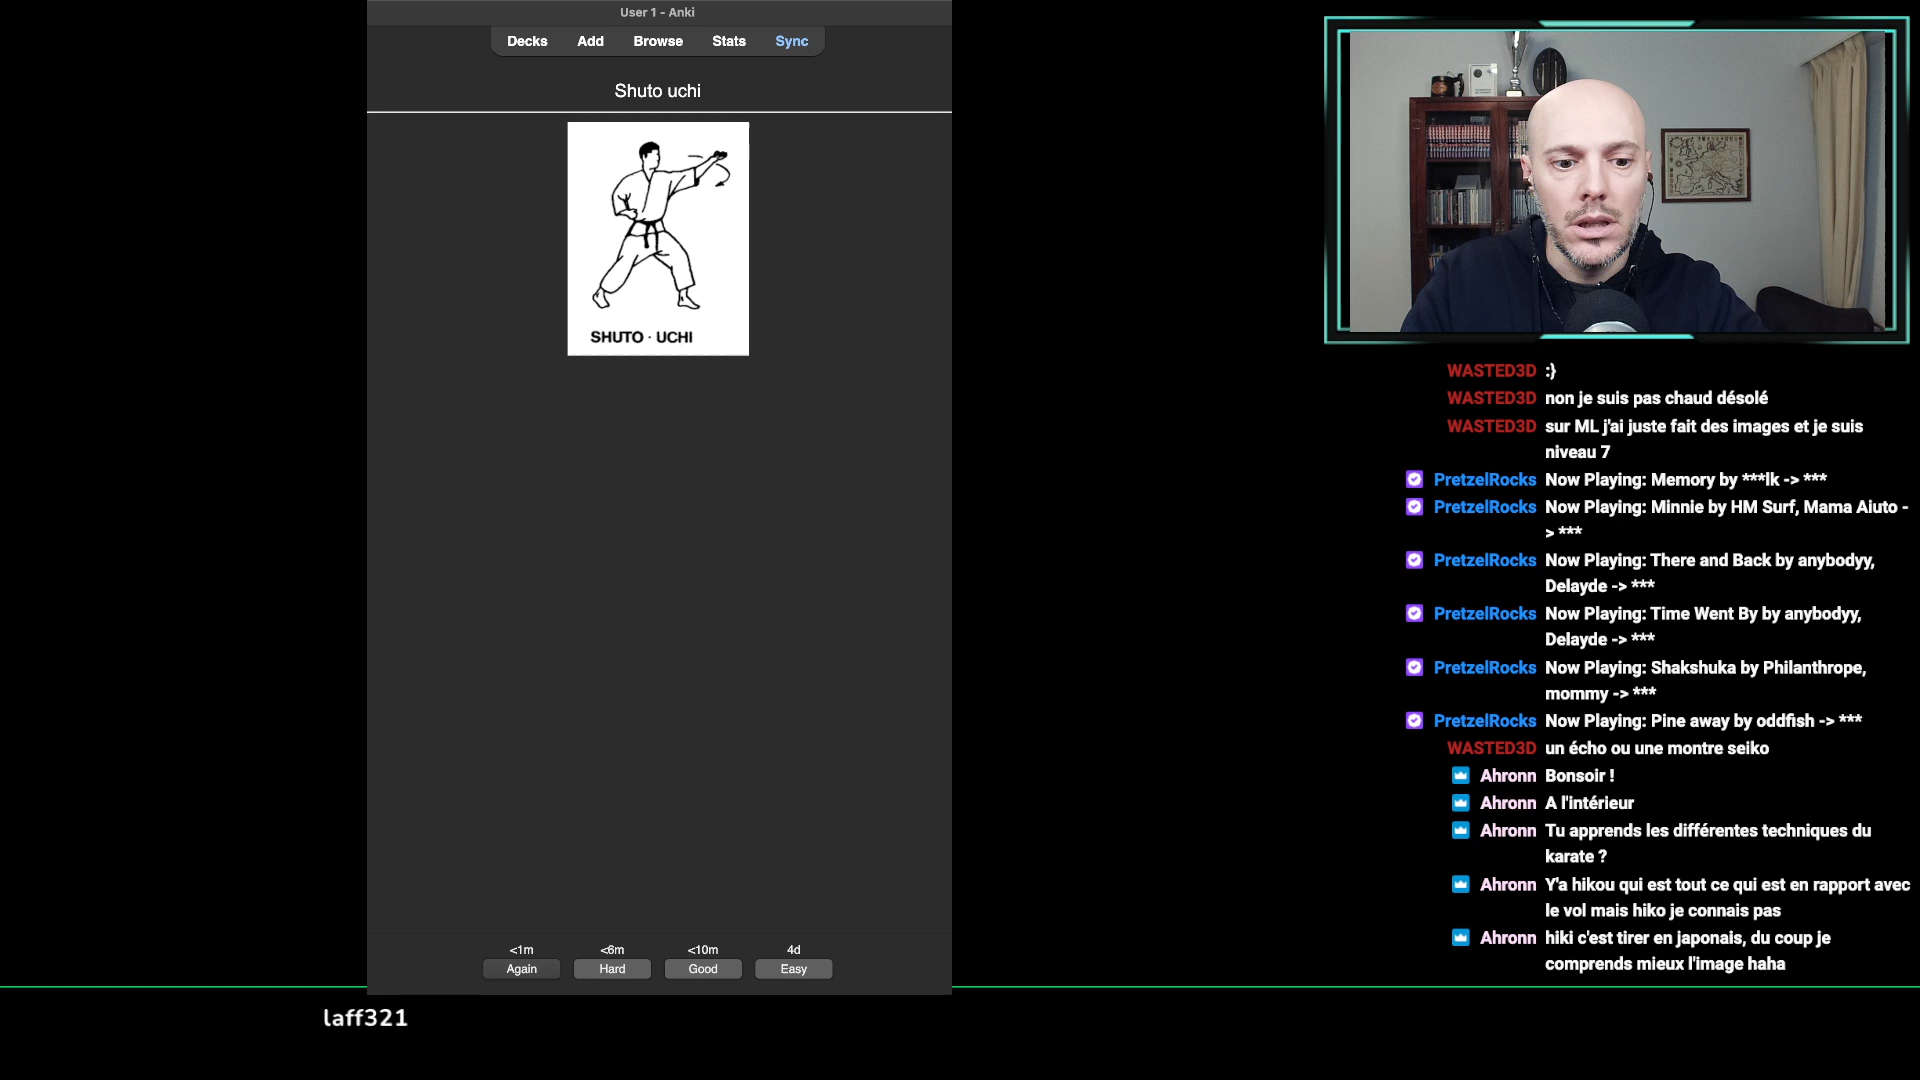 User 1 - Anki
Decks Add Browse Stats Sync
Shuto uchi
SHUTO · UCHI
<1m <6m <10m 4d
Again Hard Good Easy
laff321
WASTED3D :}
WASTED3D non je suis pas chaud désolé
WASTED3D sur ML j'ai juste fait des images et je suis
niveau 7
PretzelRocks Now Playing: Memory by ***lk -> ***
PretzelRocks Now Playing: Minnie by HM Surf, Mama Aiuto -
> ***
PretzelRocks Now Playing: There and Back by anybodyy,
Delayde -> ***
PretzelRocks Now Playing: Time Went By by anybodyy,
Delayde -> ***
PretzelRocks Now Playing: Shakshuka by Philanthrope,
mommy -> ***
PretzelRocks Now Playing: Pine away by oddfish -> ***
WASTED3D un écho ou une montre seiko
Ahronn Bonsoir !
Ahronn A l'intérieur
Ahronn Tu apprends les différentes techniques du
karate ?
Ahronn Y'a hikou qui est tout ce qui est en rapport avec
le vol mais hiko je connais pas
Ahronn hiki c'est tirer en japonais, du coup je
comprends mieux l'image haha